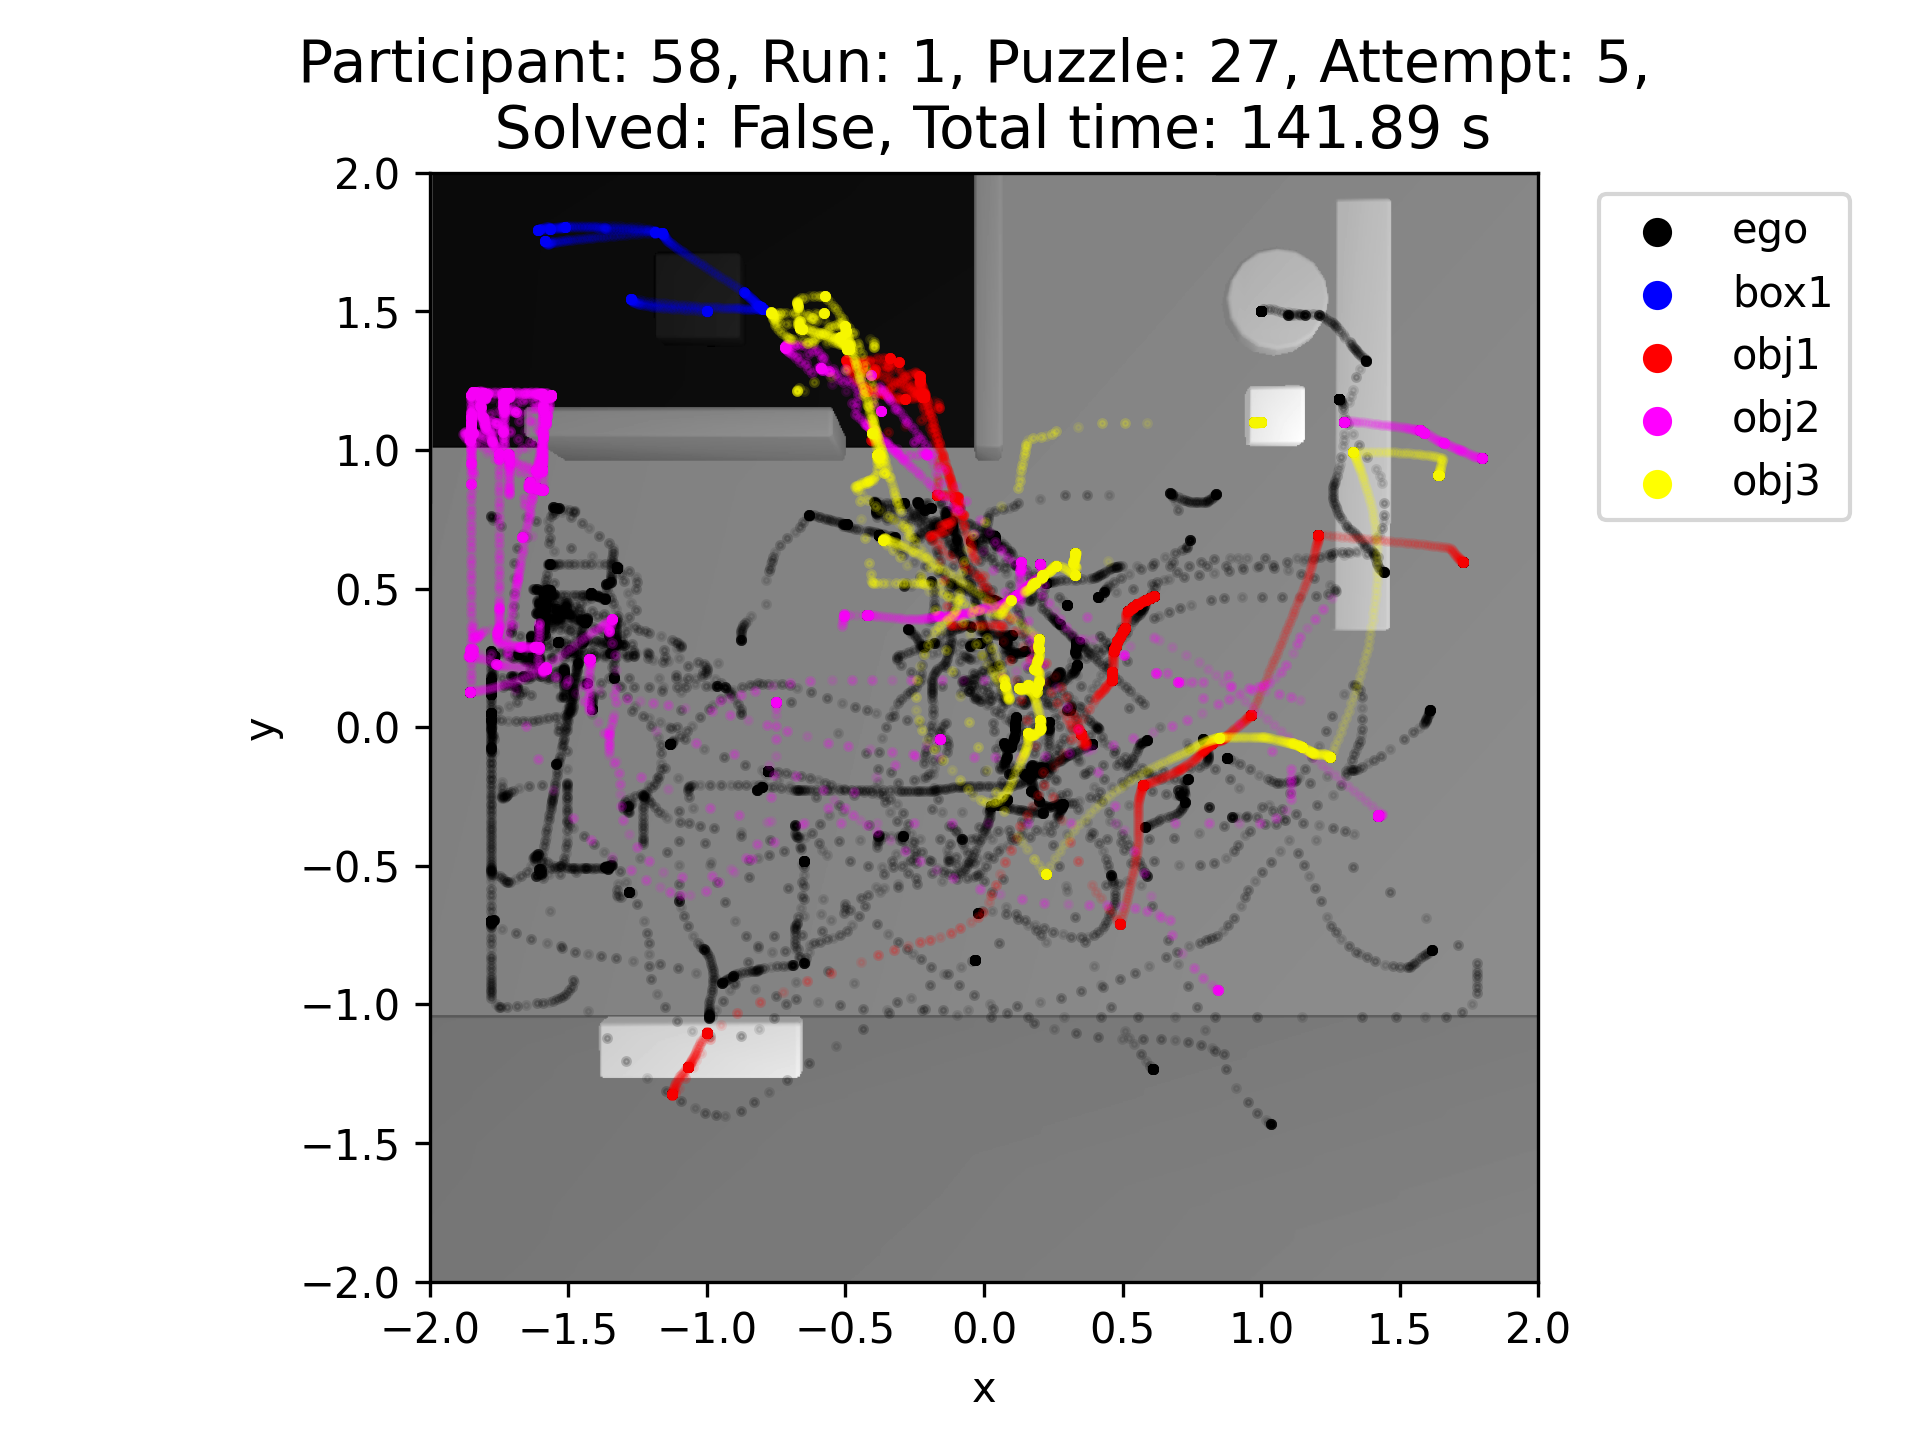 Participant: 58, Run: 1, Puzzle: 27, Attempt: 5,
Solved: False, Total time: 141.89 s
2.0
1.5
1.0
0.5
0.0
−0.5
−1.0
−1.5
−2.0
y
−2.0 −1.5 −1.0 −0.5 0.0 0.5 1.0 1.5 2.0
x
ego
box1
obj1
obj2
obj3